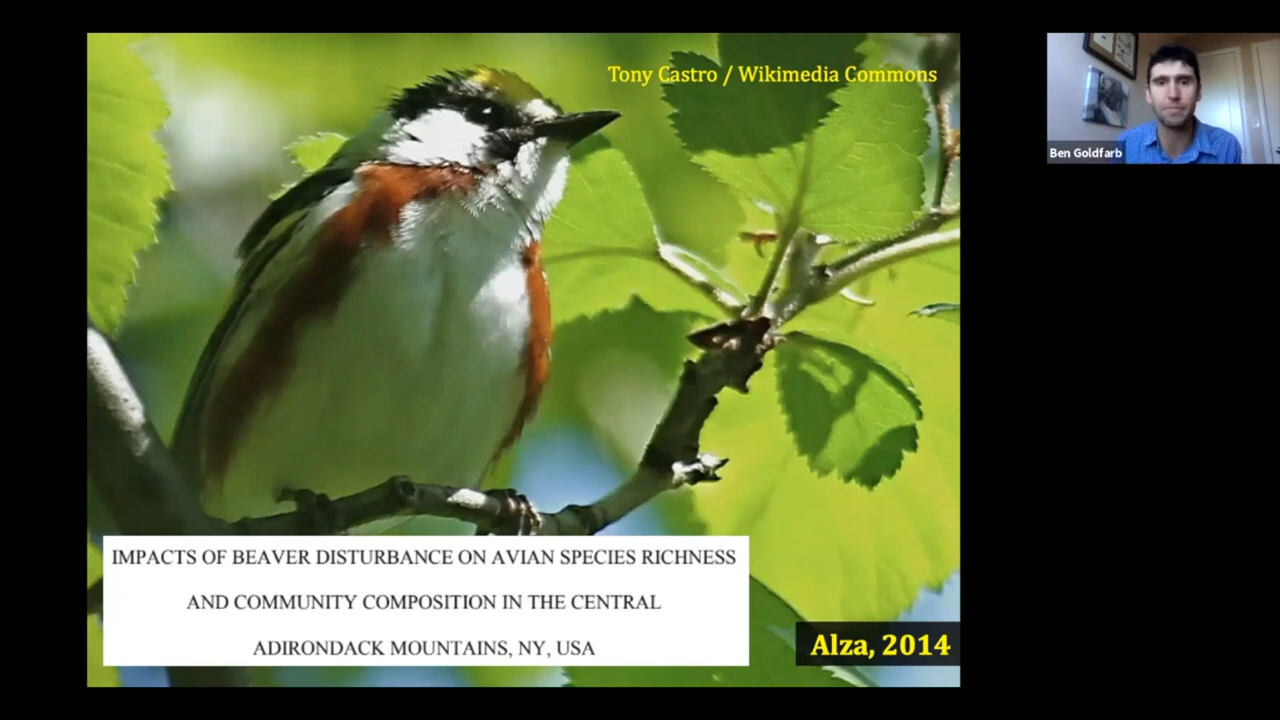 Tony Castro / Wikimedia Commons
Ben Goldfarb
IMPACTS OF BEAVER DISTURBANCE ON AVIAN SPECIES RICHNESS
AND COMMUNITY COMPOSITION IN THE CENTRAL
ADIRONDACK MOUNTAINS, NY, USA
Alza, 2014